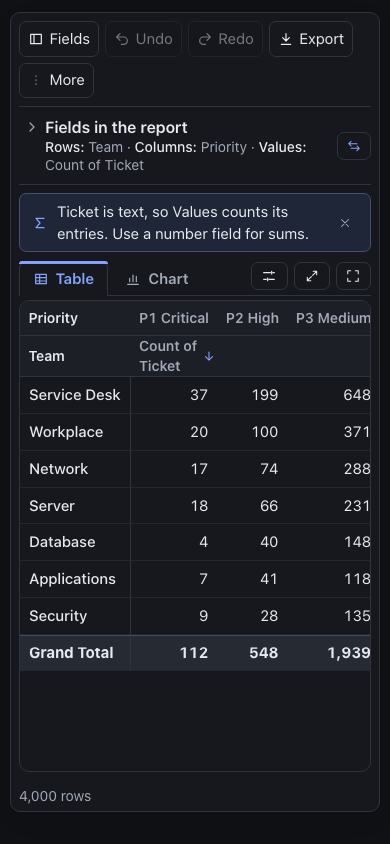 Fields Undo Redo Export
More
Fields in the report
Rows: Team · Columns: Priority · Values:
Count of Ticket
Σ Ticket is text, so Values counts its
entries. Use a number field for sums.
Table Chart
Priority P1 Critical P2 High P3 Medium
Team Count of
Ticket
Service Desk 37 199 648
Workplace 20 100 371
Network 17 74 288
Server 18 66 231
Database 4 40 148
Applications 7 41 118
Security 9 28 135
Grand Total 112 548 1,939
4,000 rows